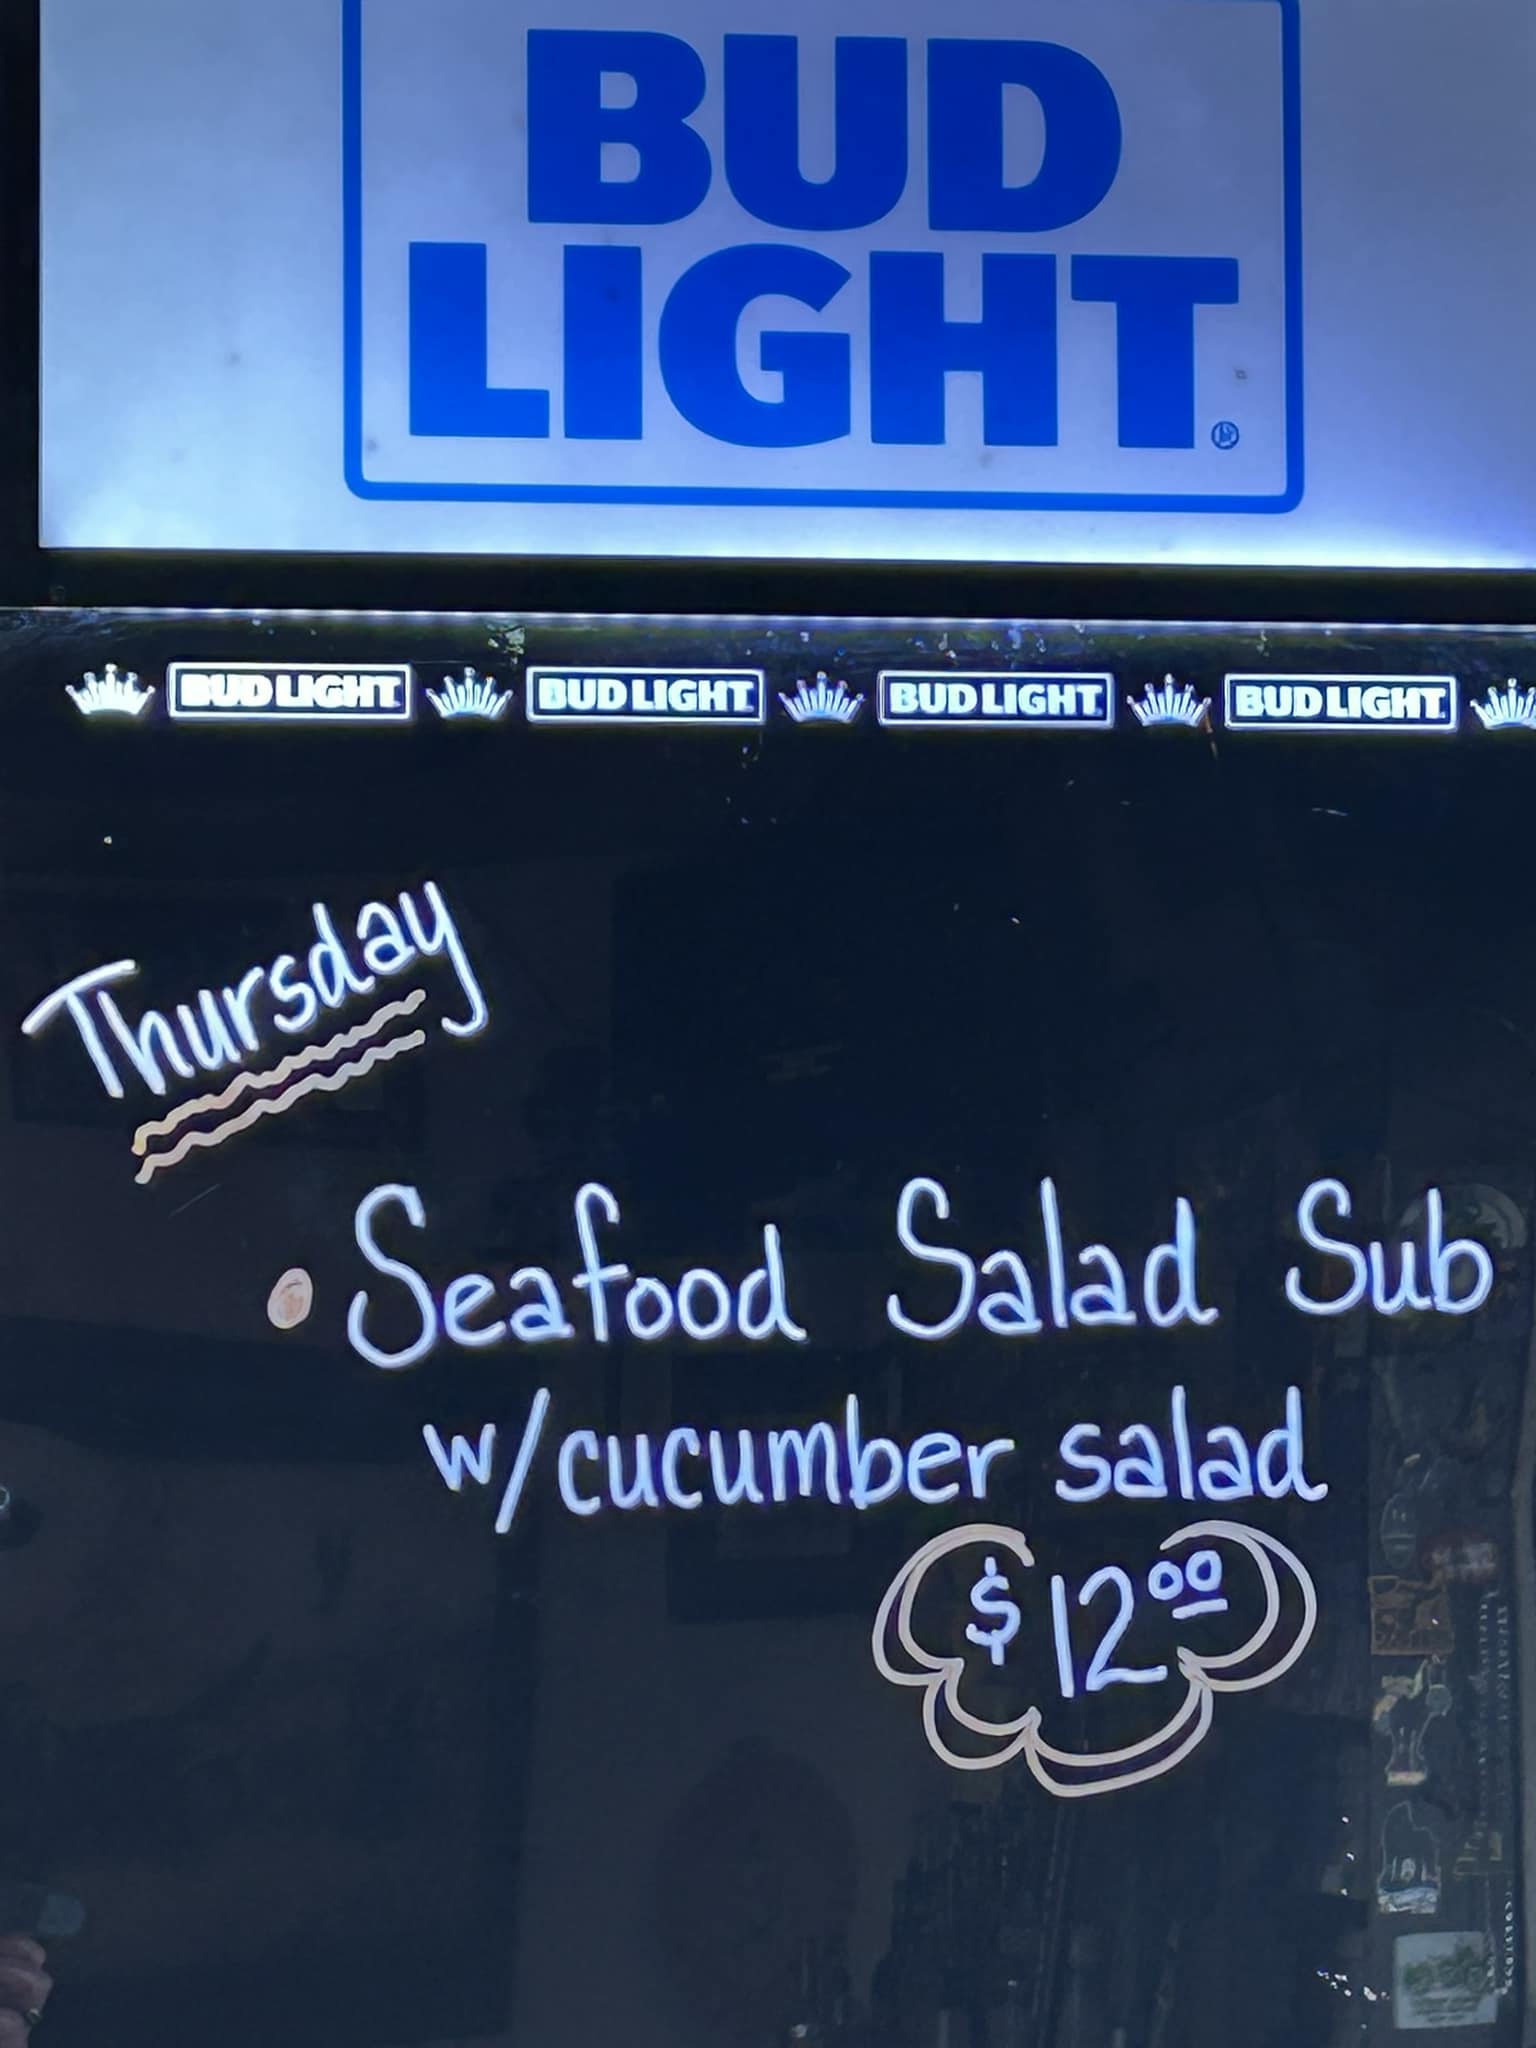 BUD
LIGHT
BUD LIGHT BUD LIGHT BUD LIGHT BUD LIGHT
Thursday
• Seafood Salad Sub
w/cucumber salad
$12.00